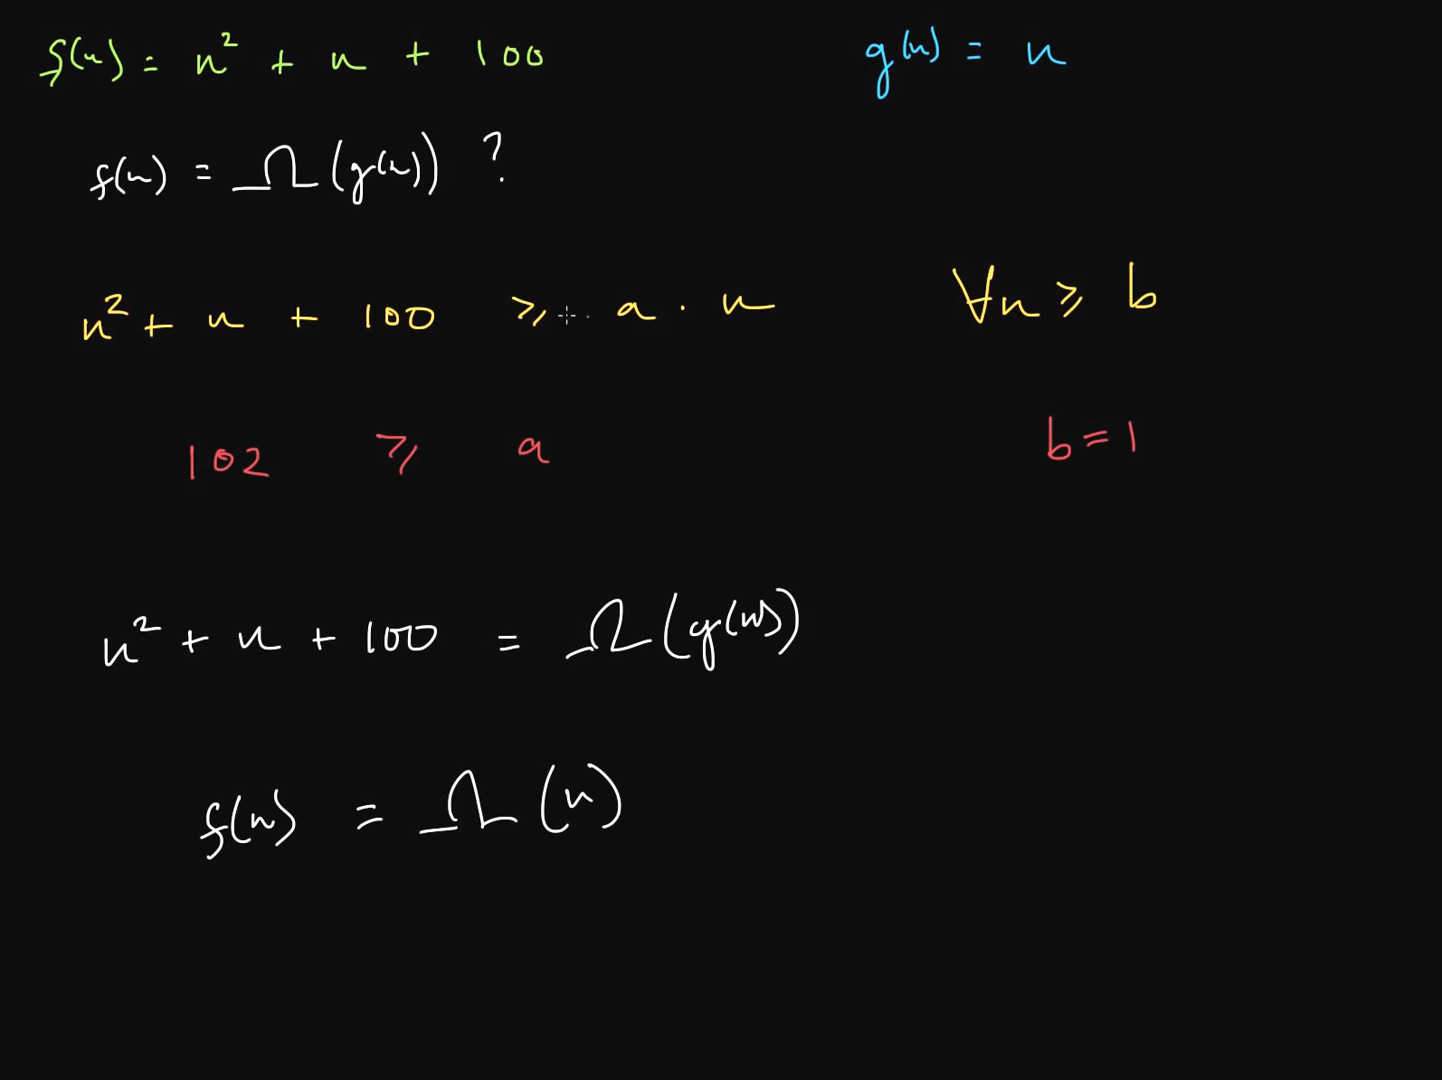 f(n) = n² + n + 100 g(n) = n
f(n) = Ω(g(n)) ?
n² + n + 100 ⩾ a · n ∀n ⩾ b
102 ⩾ a b = 1
n² + n + 100 = Ω(g(n))
f(n) = Ω(n)